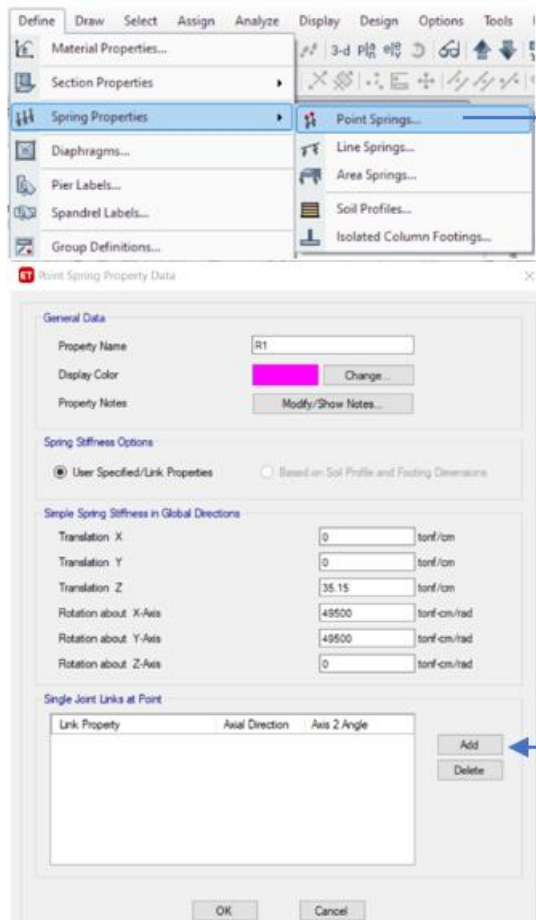 Define Draw Select Assign Analyze Display Design Options Tools
Material Properties...
3-d
Section Properties
Spring Properties
Point Springs...
Diaphragms...
Line Springs...
Area Springs...
Pier Labels...
Soil Profiles...
Spandrel Labels...
Isolated Column Footings...
Group Definitions...
ET Point Spring Property Data
General Data
Property Name R1
Display Color Change...
Property Notes Modify/Show Notes...
Spring Stiffness Options
User Specified/Link Properties Based on Soil Profile and Footing Dimensions
Simple Spring Stiffness in Global Directions
Translation X 0 tonf/cm
Translation Y 0 tonf/cm
Translation Z 35.15 tonf/cm
Rotation about X-Axis 49500 tonf-cm/rad
Rotation about Y-Axis 49500 tonf-cm/rad
Rotation about Z-Axis 0 tonf-cm/rad
Single Joint Links at Point
Link Property Axial Direction Axis 2 Angle
Add
Delete
OK Cancel